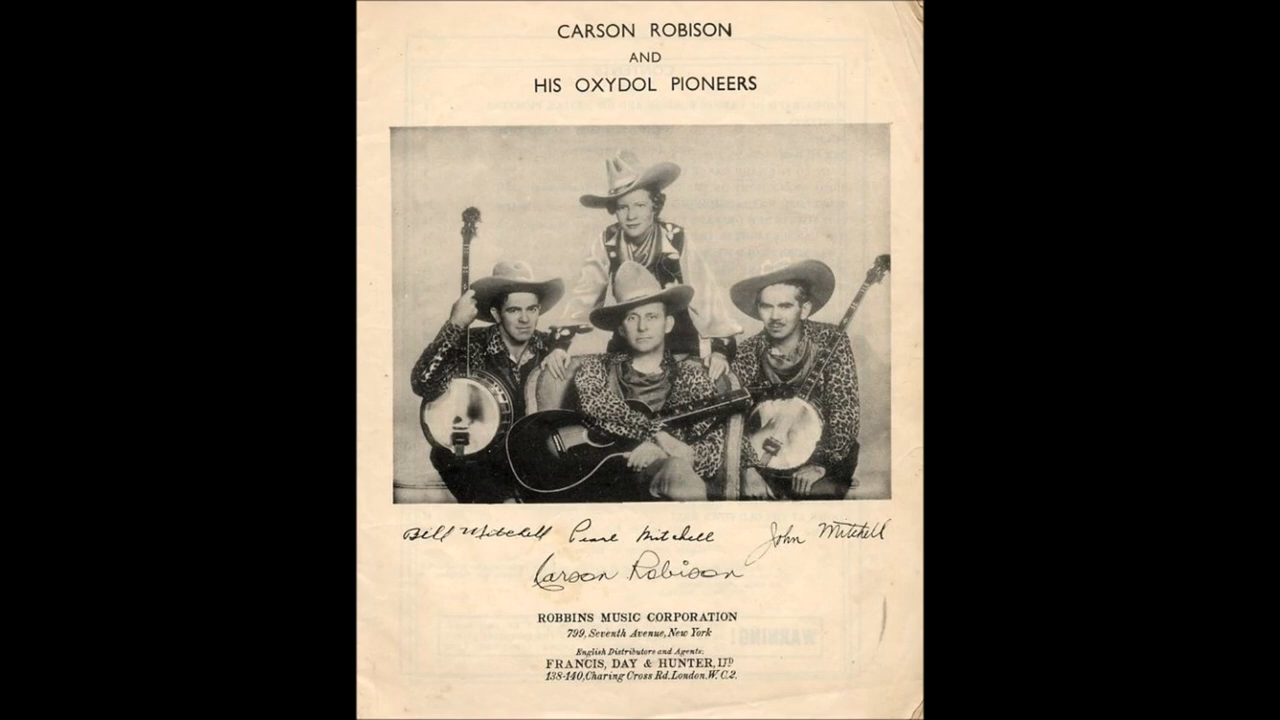 CARSON ROBISON
AND
HIS OXYDOL PIONEERS
Bill Mitchell Pearl Mitchell John Mitchell
Carson Robison
ROBBINS MUSIC CORPORATION
799, Seventh Avenue, New York
English Distributors and Agents:
FRANCIS, DAY & HUNTER, LTD
138-140, Charing Cross Rd. London. W.C.2.
WARNING!